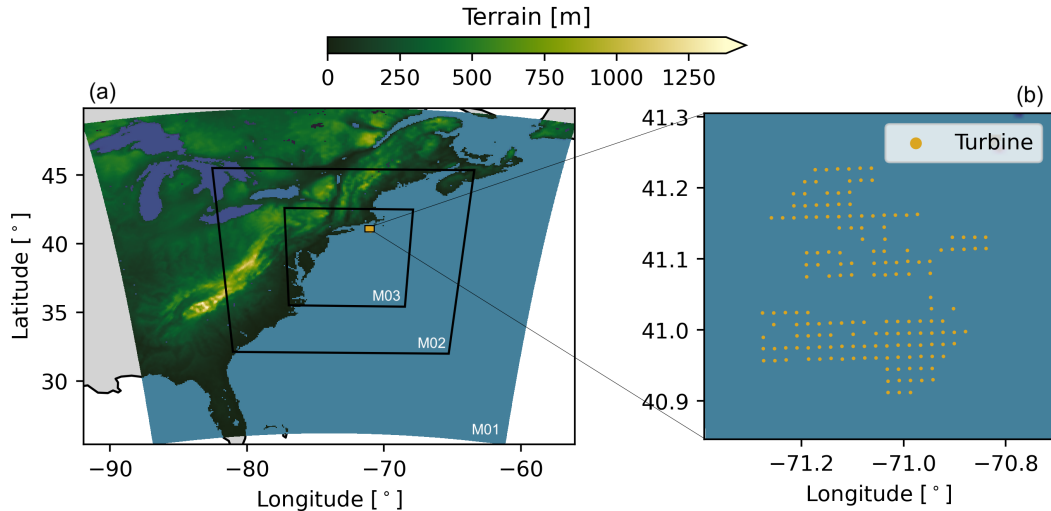 Terrain [m]
0 250 500 750 1000 1250
(a)
(b)
45
40
35
30
Latitude [°]
M03
M02
M01
−90 −80 −70 −60
Longitude [°]
Turbine
41.3
41.2
41.1
41.0
40.9
−71.2 −71.0 −70.8
Longitude [°]